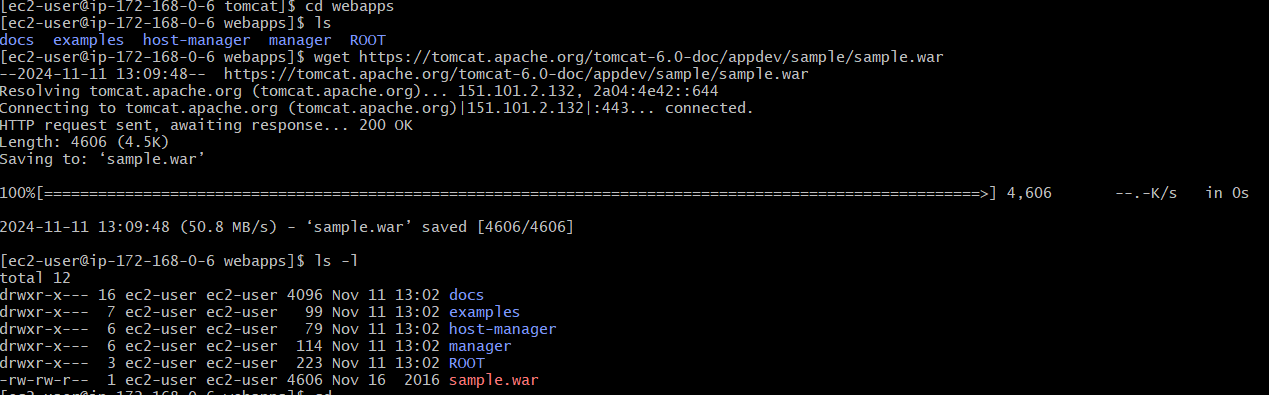 [ec2-user@ip-172-168-0-6 tomcat]$ cd webapps
[ec2-user@ip-172-168-0-6 webapps]$ ls
docs  examples  host-manager  manager  ROOT
[ec2-user@ip-172-168-0-6 webapps]$ wget https://tomcat.apache.org/tomcat-6.0-doc/appdev/sample/sample.war
--2024-11-11 13:09:48--  https://tomcat.apache.org/tomcat-6.0-doc/appdev/sample/sample.war
Resolving tomcat.apache.org (tomcat.apache.org)... 151.101.2.132, 2a04:4e42::644
Connecting to tomcat.apache.org (tomcat.apache.org)|151.101.2.132|:443... connected.
HTTP request sent, awaiting response... 200 OK
Length: 4606 (4.5K)
Saving to: ‘sample.war’
100%[========================================================================================================>] 4,606       --.-K/s   in 0s
2024-11-11 13:09:48 (50.8 MB/s) - ‘sample.war’ saved [4606/4606]
[ec2-user@ip-172-168-0-6 webapps]$ ls -l
total 12
drwxr-x--- 16 ec2-user ec2-user 4096 Nov 11 13:02 docs
drwxr-x---  7 ec2-user ec2-user   99 Nov 11 13:02 examples
drwxr-x---  6 ec2-user ec2-user   79 Nov 11 13:02 host-manager
drwxr-x---  6 ec2-user ec2-user  114 Nov 11 13:02 manager
drwxr-x---  3 ec2-user ec2-user  223 Nov 11 13:02 ROOT
-rw-rw-r--  1 ec2-user ec2-user 4606 Nov 16  2016 sample.war
[ec2-user@ip-172-168-0-6 webapps]$ cd